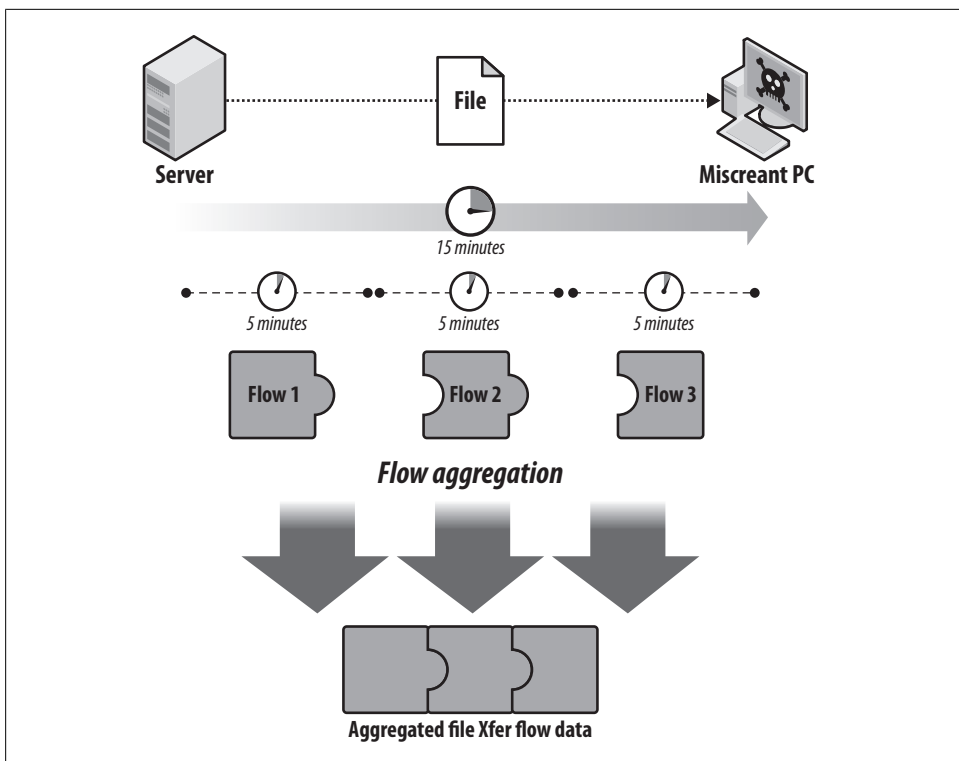 File
Server
Miscreant PC
15 minutes
5 minutes
5 minutes
5 minutes
Flow 1
Flow 2
Flow 3
Flow aggregation
Aggregated file Xfer flow data